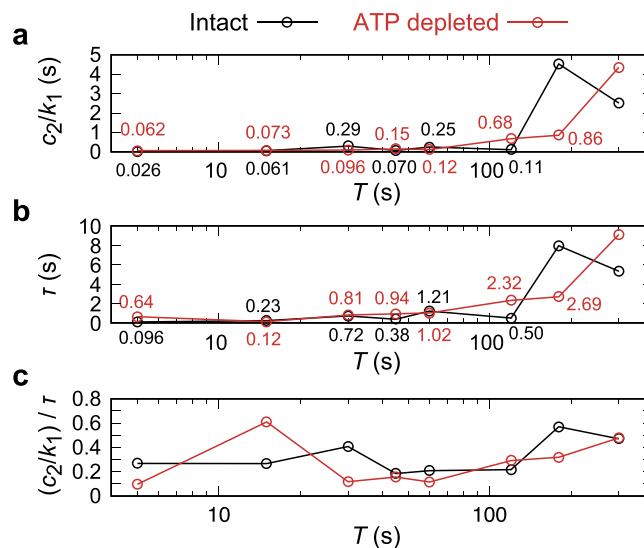 Intact ATP depleted
a
c2/k1 (s)
5
4
3
2
1
0
0.062 0.073 0.29 0.15 0.25 0.68
0.026 0.061 0.096 0.070 0.12 0.11 0.86
10 100
T (s)
b
τ (s)
10
8
6
4
2
0
0.64 0.23 0.81 0.94 1.21 2.32
0.096 0.12 0.72 0.38 1.02 0.50 2.69
10 100
T (s)
c
(c2/k1) / τ
0.8
0.6
0.4
0.2
0
10 100
T (s)